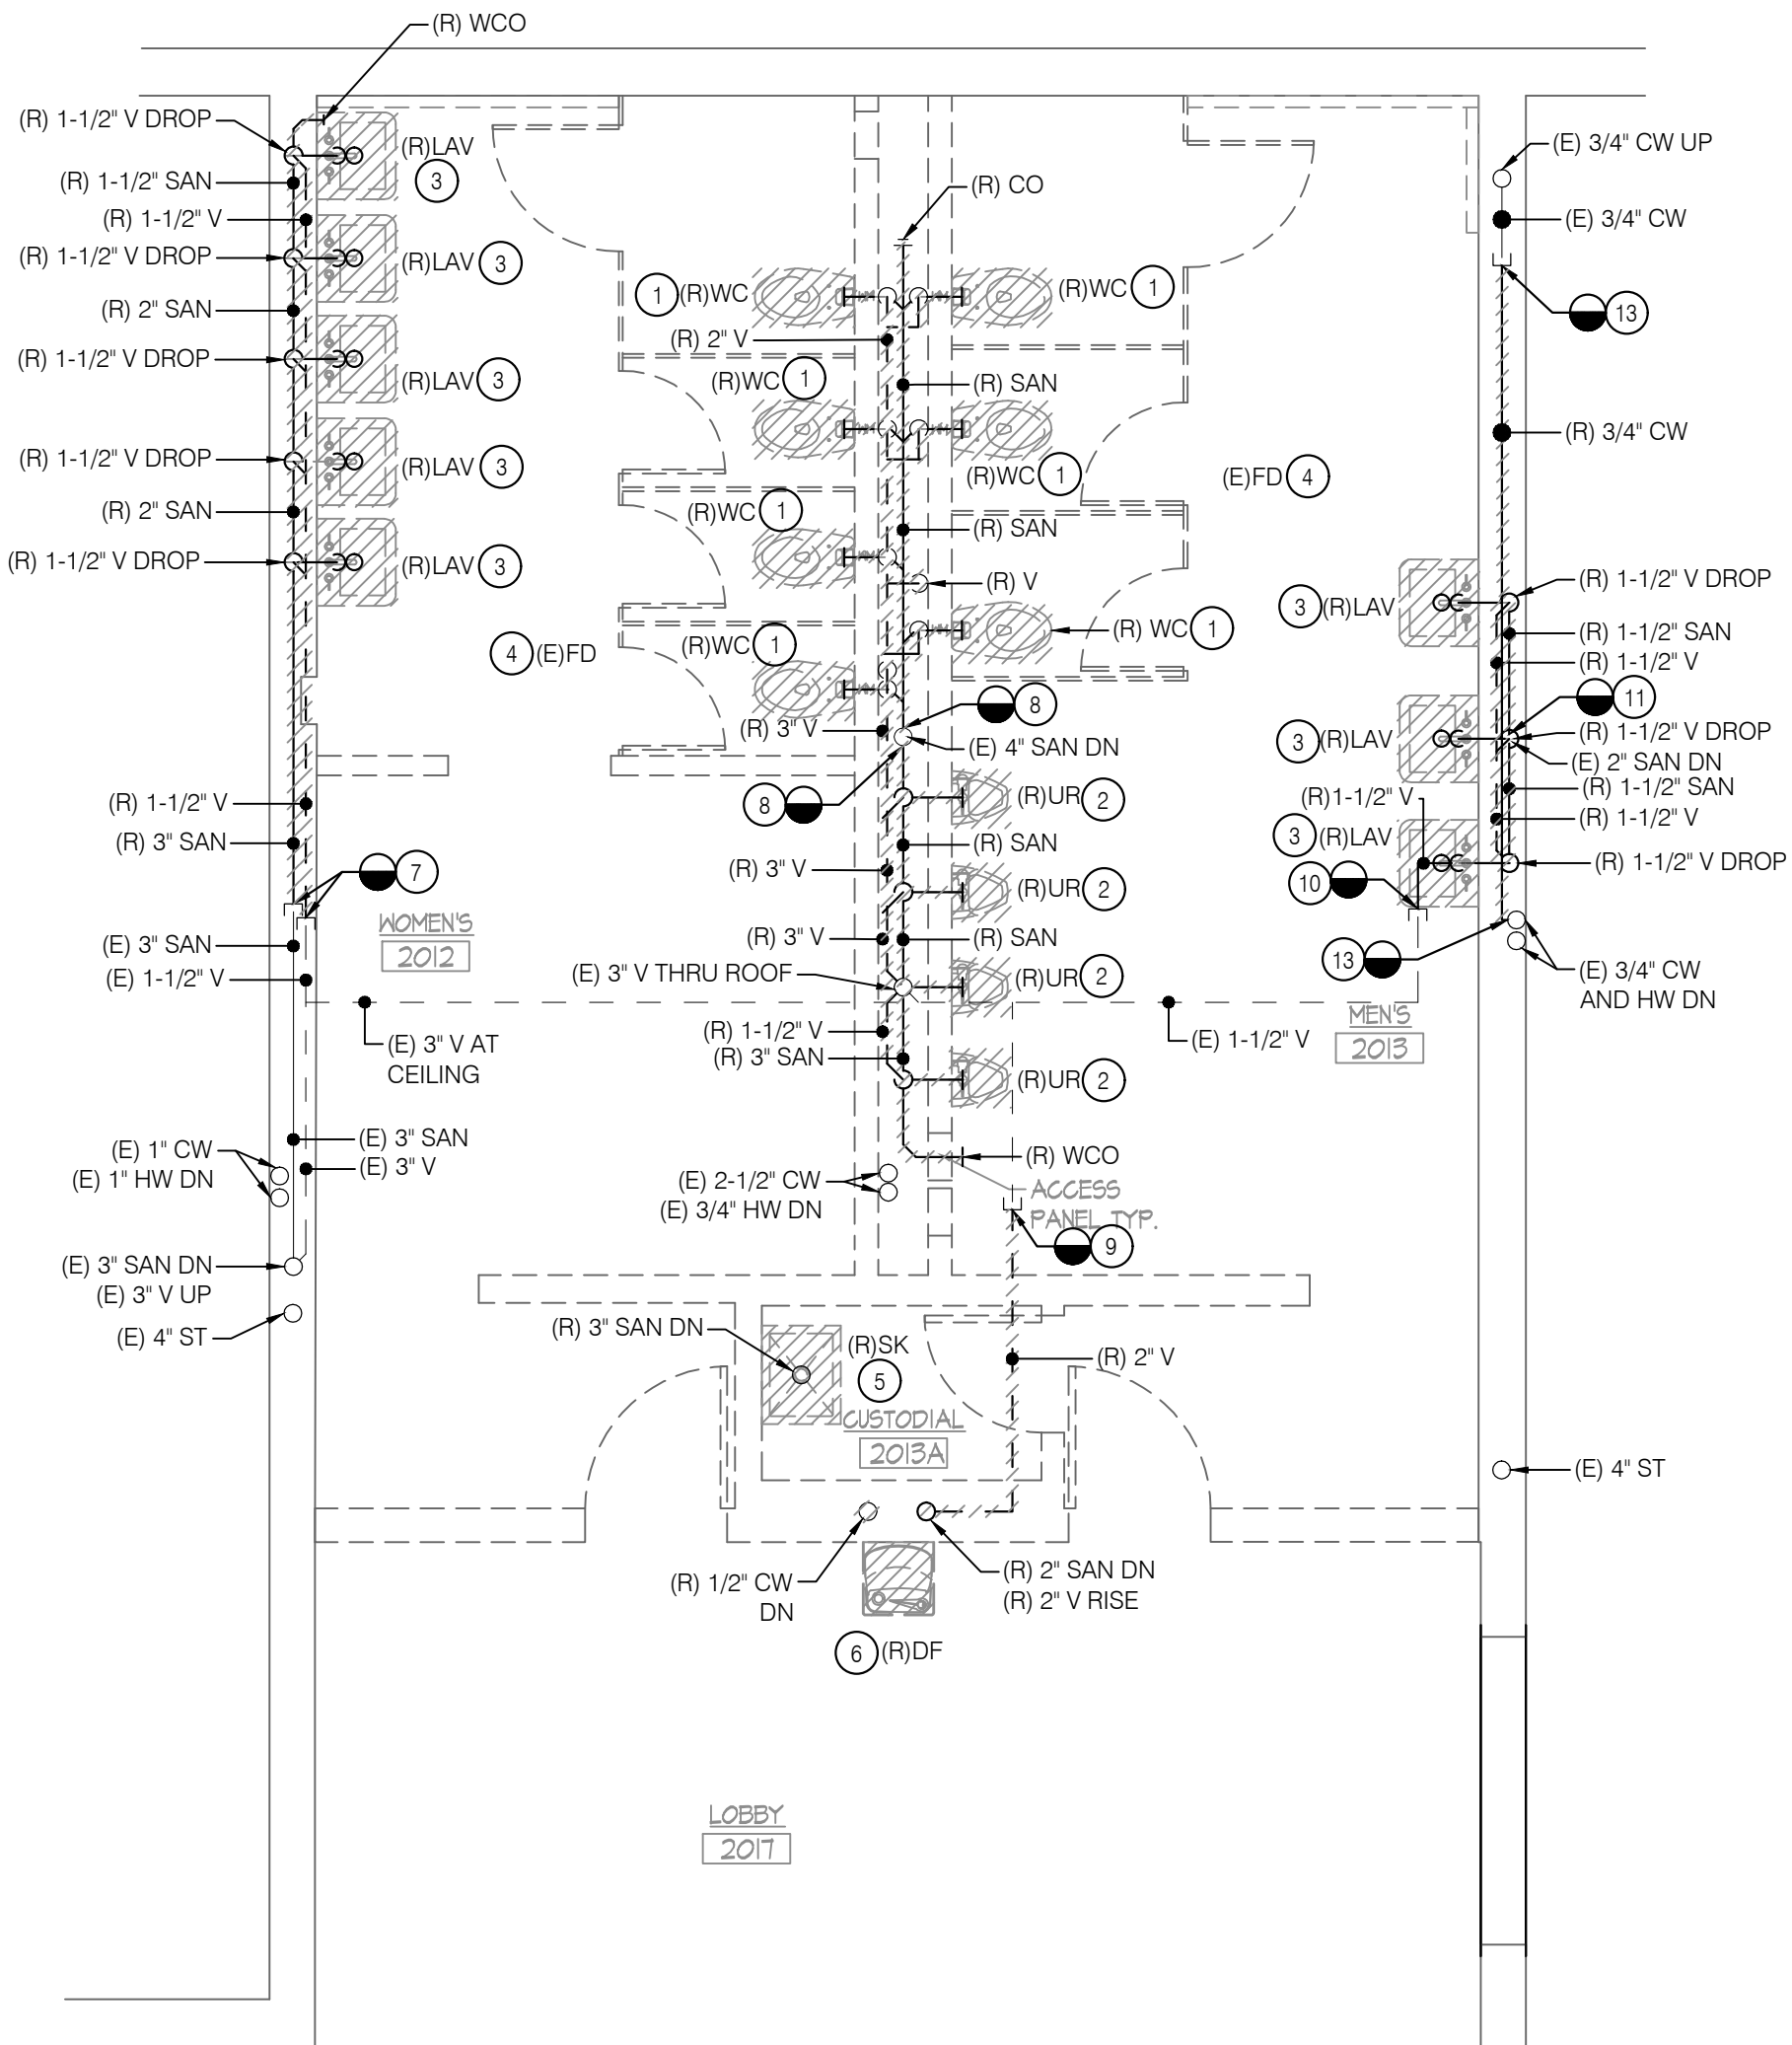 (R) WCO
(R) 1-1/2" V DROP
(R)LAV
3
(R) 1-1/2" SAN
(R) 1-1/2" V
(R) 1-1/2" V DROP
(R)LAV 3
(R) 2" SAN
(R) 1-1/2" V DROP
(R)LAV 3
(R) 1-1/2" V DROP
(R)LAV 3
(R) 2" SAN
(R) 1-1/2" V DROP
(R)LAV 3
4 (E)FD
(R) 1-1/2" V
(R) 3" SAN
7
WOMEN'S
2012
(E) 3" SAN
(E) 1-1/2" V
(E) 3" V AT
CEILING
(E) 3" SAN
(E) 3" V
(E) 1" CW
(E) 1" HW DN
(E) 3" SAN DN
(E) 3" V UP
(E) 4" ST
(R) CO
1 (R)WC
(R)WC 1
(R) 2" V
(R)WC 1
(R) SAN
(R)WC 1
(R)WC 1
(R) SAN
(R) V
(R) WC 1
(R)WC 1
8
(R) 3" V
(E) 4" SAN DN
8
(R)UR 2
(R) SAN
(R) 3" V
(R)UR 2
(R) 3" V
(R) SAN
(E) 3" V THRU ROOF
(R)UR 2
(R) 1-1/2" V
(R) 3" SAN
(R)UR 2
(R) WCO
(E) 2-1/2" CW
(E) 3/4" HW DN
ACCESS
PANEL TYP.
9
(R) 3" SAN DN
(R)SK
5
(R) 2" V
CUSTODIAL
2013A
(R) 1/2" CW
DN
(R) 2" SAN DN
(R) 2" V RISE
6 (R)DF
LOBBY
2017
(E) 3/4" CW UP
(E) 3/4" CW
13
(R) 3/4" CW
(E)FD 4
(R) 1-1/2" V DROP
3 (R)LAV
(R) 1-1/2" SAN
(R) 1-1/2" V
11
3 (R)LAV
(R) 1-1/2" V DROP
(E) 2" SAN DN
(R) 1-1/2" SAN
(R)1-1/2" V
(R) 1-1/2" V
3 (R)LAV
(R) 1-1/2" V DROP
10
13
(E) 3/4" CW
AND HW DN
MEN'S
2013
(E) 1-1/2" V
(E) 4" ST